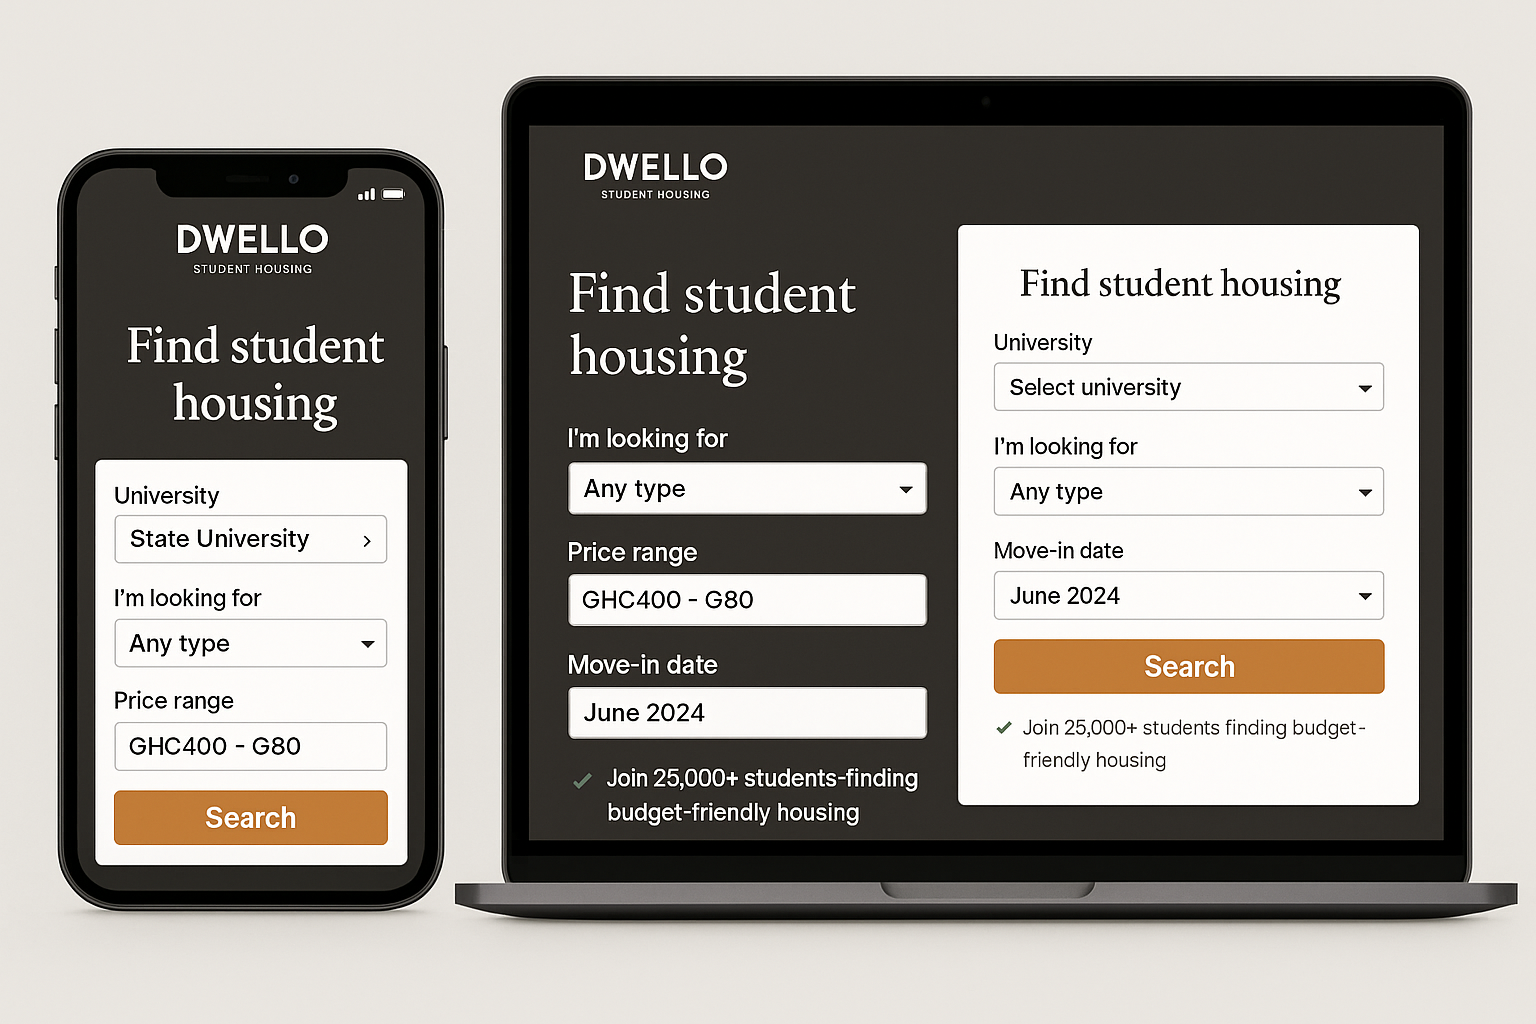 DWELLO
STUDENT HOUSING
Find student
housing
University
State University
I'm looking for
Any type
Price range
GHC400 - G80
Search
DWELLO
STUDENT HOUSING
Find student
housing
I'm looking for
Any type
Price range
GHC400 - G80
Move-in date
June 2024
Join 25,000+ students-finding
budget-friendly housing
Find student housing
University
Select university
I'm looking for
Any type
Move-in date
June 2024
Search
Join 25,000+ students finding budget-
friendly housing